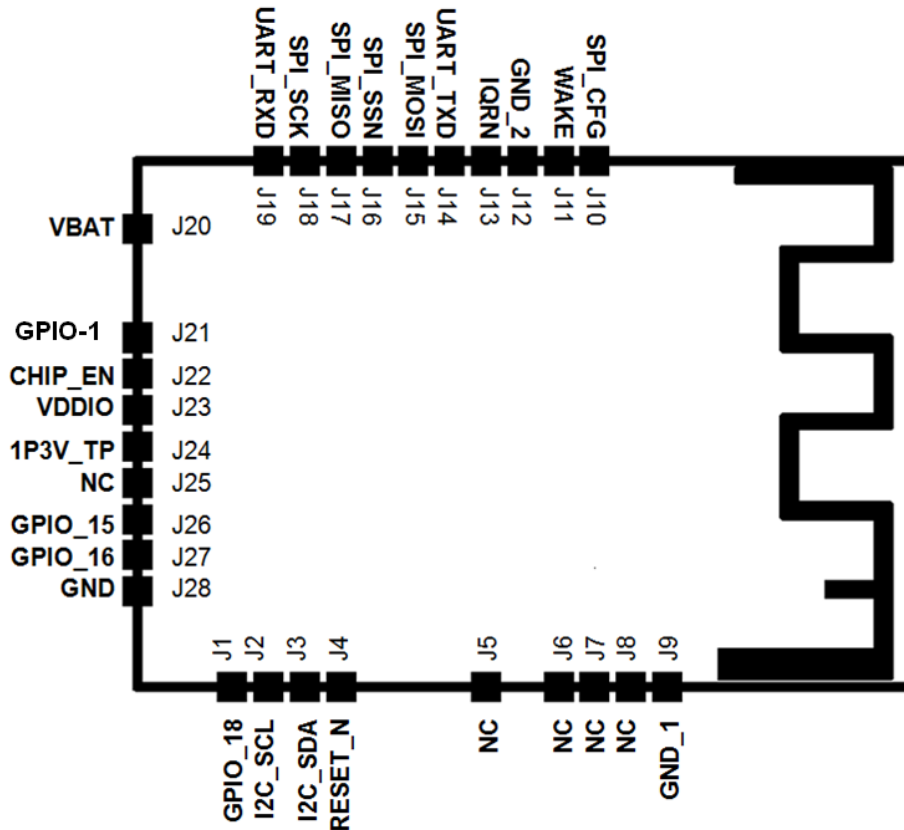 UART_RXD
SPI_SCK
SPI_MISO
SPI_SSN
SPI_MOSI
UART_TXD
IQRN
GND_2
WAKE
SPI_CFG
J19
J18
J17
J16
J15
J14
J13
J12
J11
J10
VBAT J20
GPIO-1 J21
CHIP_EN J22
VDDIO J23
1P3V_TP J24
NC J25
GPIO_15 J26
GPIO_16 J27
GND J28
J1
J2
J3
J4
J5
J6
J7
J8
J9
GPIO_18
I2C_SCL
I2C_SDA
RESET_N
NC
NC
NC
NC
GND_1